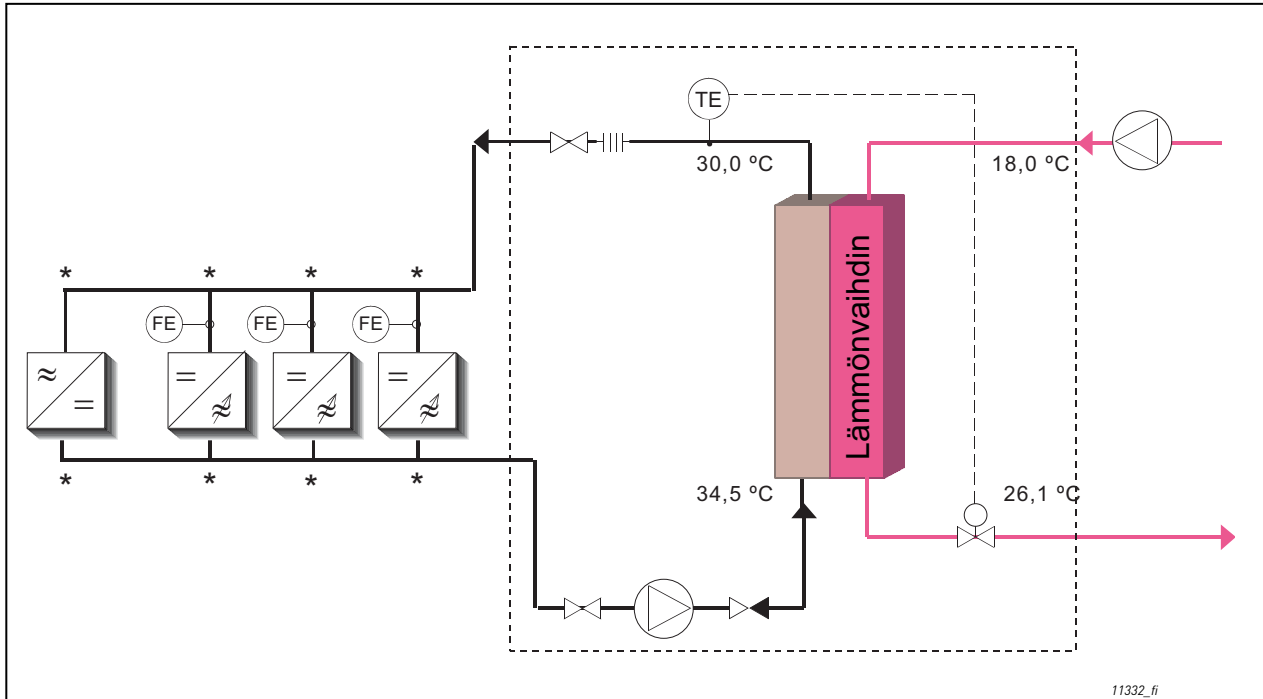 TE
30,0 ºC
18,0 ºC
* * * *
FE FE FE
≈ = = =
= ≈ ≈ ≈
Lämmönvaihdin
* * * *
34,5 ºC
26,1 ºC
11332_fi